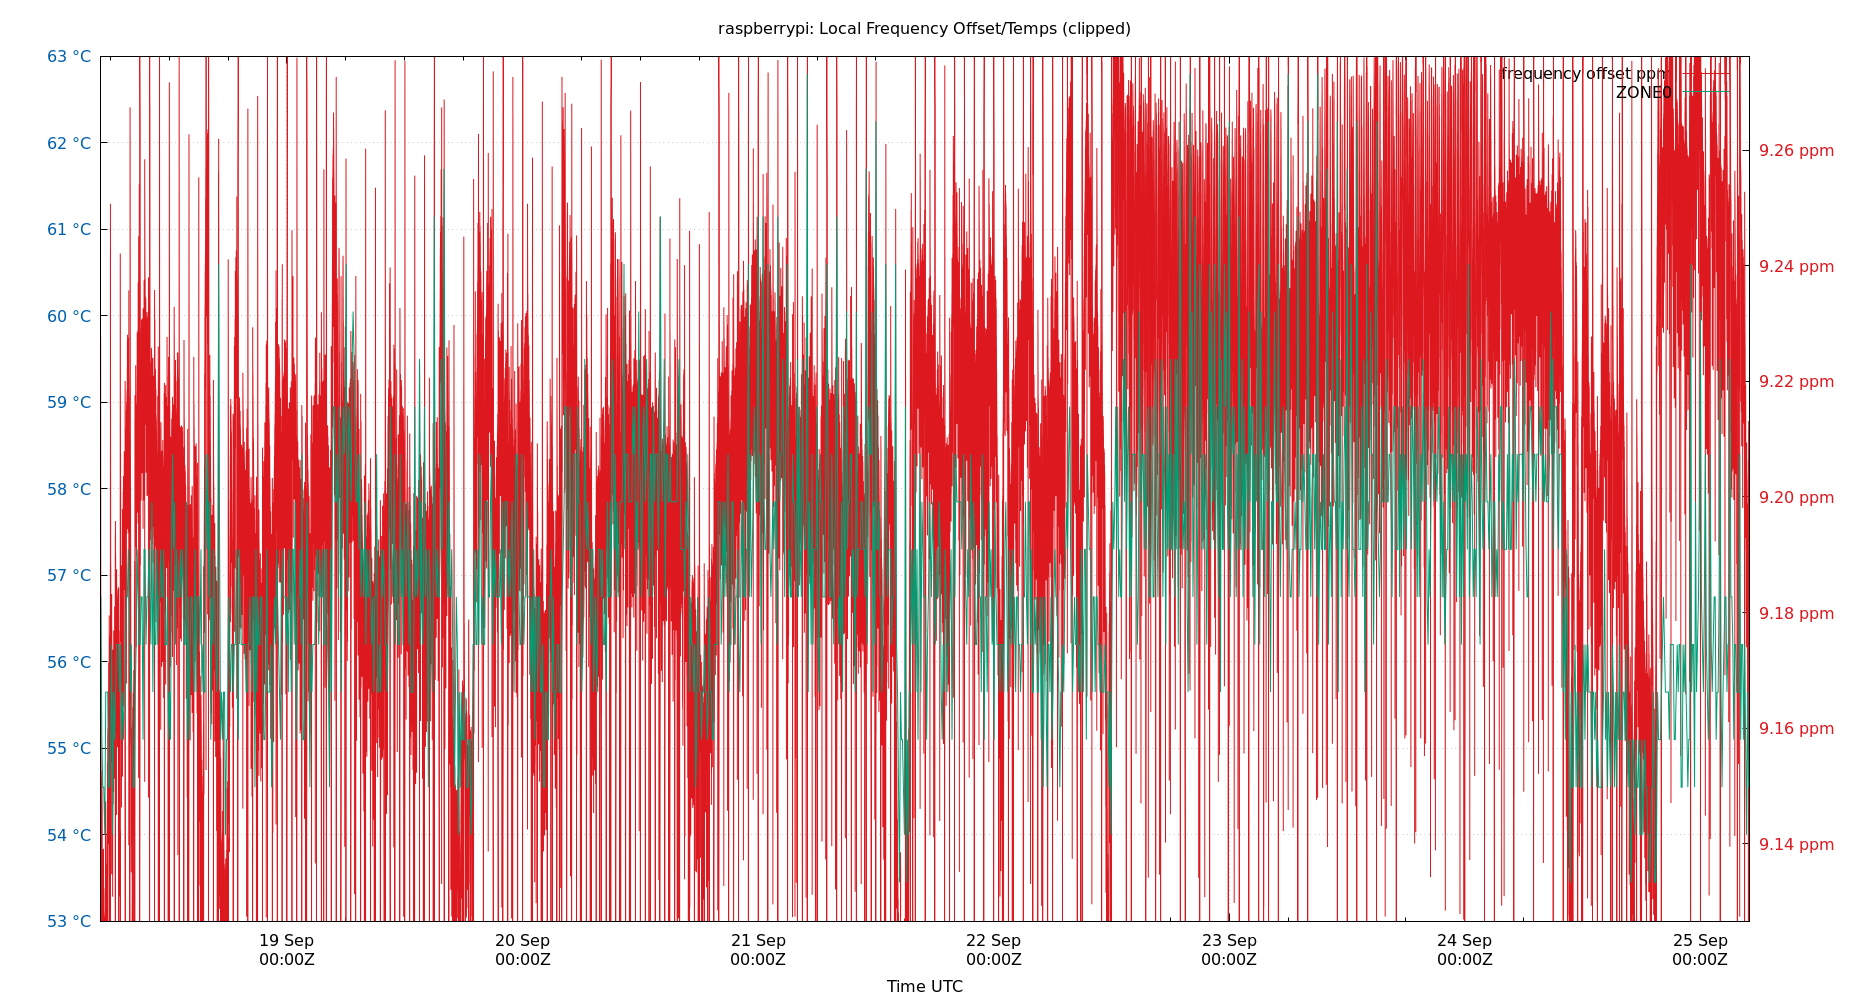 raspberrypi: Local Frequency Offset/Temps (clipped)
63 °C
62 °C
61 °C
60 °C
59 °C
58 °C
57 °C
56 °C
55 °C
54 °C
53 °C
frequency offset ppm
ZONE0
9.26 ppm
9.24 ppm
9.22 ppm
9.20 ppm
9.18 ppm
9.16 ppm
9.14 ppm
19 Sep
00:00Z
20 Sep
00:00Z
21 Sep
00:00Z
22 Sep
00:00Z
23 Sep
00:00Z
24 Sep
00:00Z
25 Sep
00:00Z
Time UTC